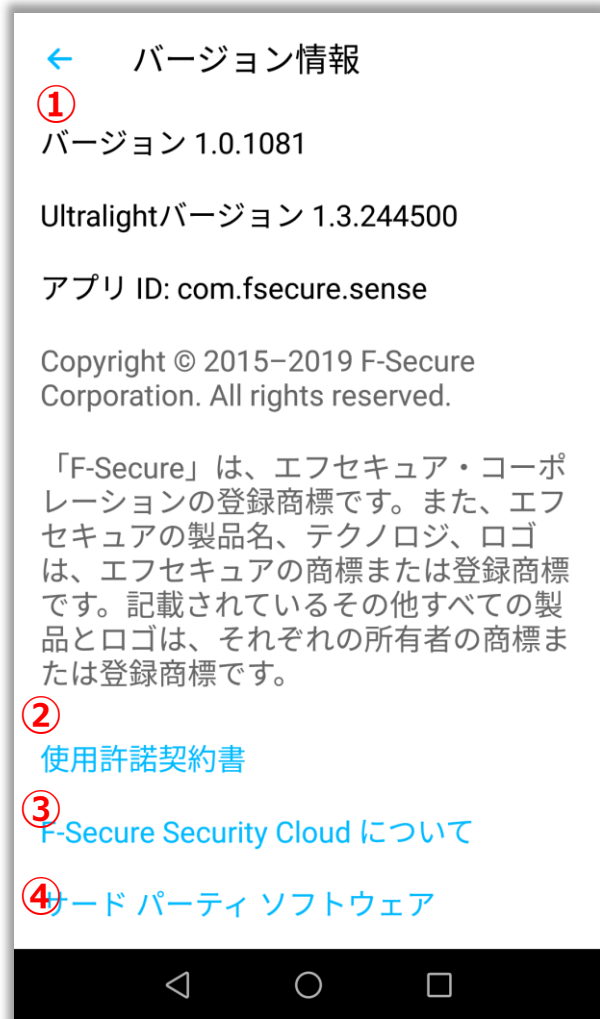 ← バージョン情報
①
バージョン 1.0.1081
Ultralightバージョン 1.3.244500
アプリ ID: com.fsecure.sense
Copyright © 2015–2019 F-Secure
Corporation. All rights reserved.
「F-Secure」は、エフセキュア・コーポ
レーションの登録商標です。また、エフ
セキュアの製品名、テクノロジ、ロゴ
は、エフセキュアの商標または登録商標
です。記載されているその他すべての製
品とロゴは、それぞれの所有者の商標ま
たは登録商標です。
②
使用許諾契約書
③
F-Secure Security Cloud について
④
サード パーティ ソフトウェア